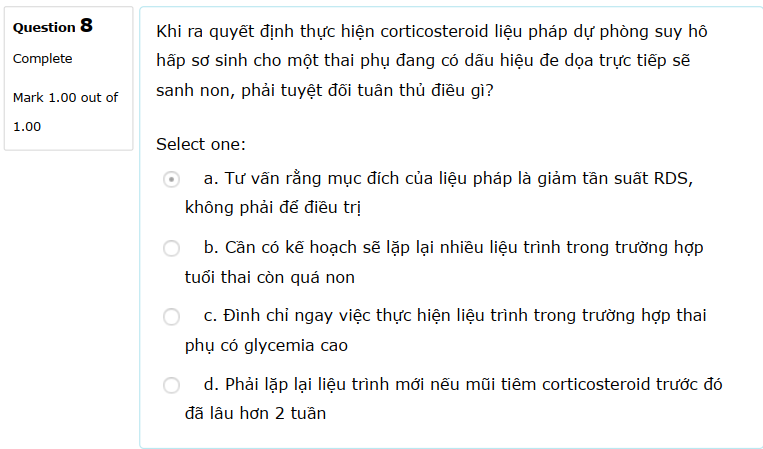 Question 8
Complete
Mark 1.00 out of
1.00
Khi ra quyết định thực hiện corticosteroid liệu pháp dự phòng suy hô
hấp sơ sinh cho một thai phụ đang có dấu hiệu đe dọa trực tiếp sẽ
sanh non, phải tuyệt đối tuân thủ điều gì?
Select one:
a. Tư vấn rằng mục đích của liệu pháp là giảm tần suất RDS,
không phải để điều trị
b. Cần có kế hoạch sẽ lặp lại nhiều liệu trình trong trường hợp
tuổi thai còn quá non
c. Đình chỉ ngay việc thực hiện liệu trình trong trường hợp thai
phụ có glycemia cao
d. Phải lặp lại liệu trình mới nếu mũi tiêm corticosteroid trước đó
đã lâu hơn 2 tuần